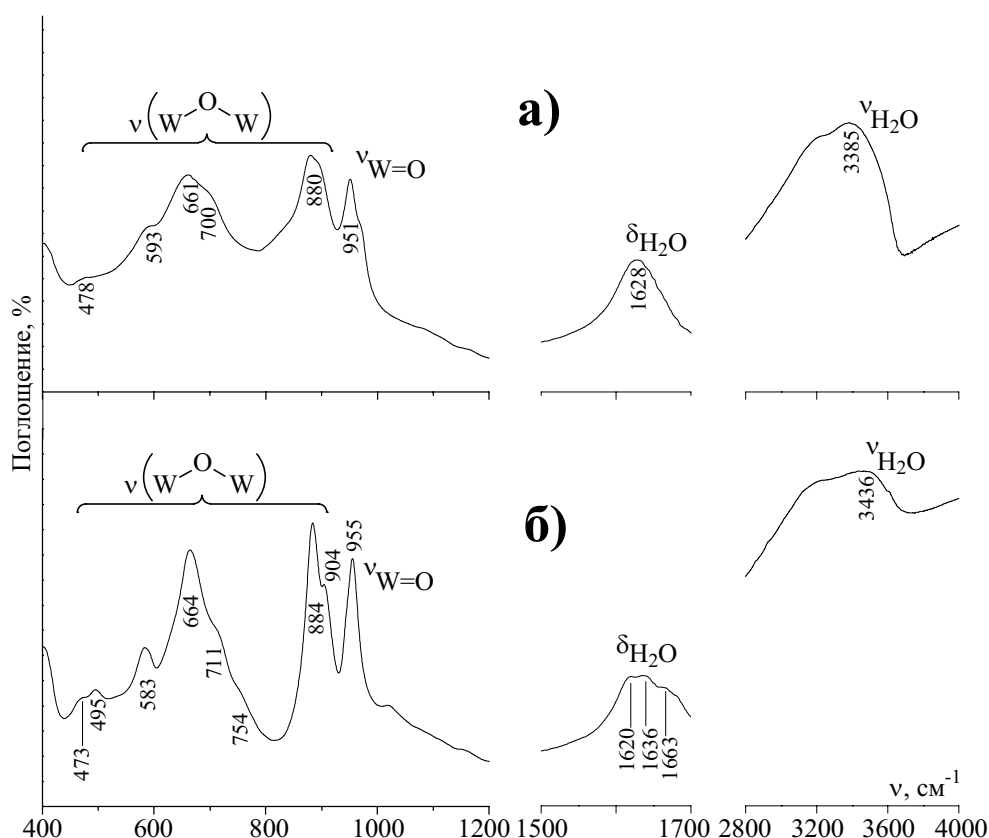 Поглощение, %
а)
ν(W O W)
478
593
661
700
880
951
νW=O
δH2O
1628
νH2O
3385
б)
ν(W O W)
473
495
583
664
711
754
884
904
955
νW=O
δH2O
1620
1636
1663
νH2O
3436
ν, см-1
400 600 800 1000 1200 1500 1700 2800 3200 3600 4000